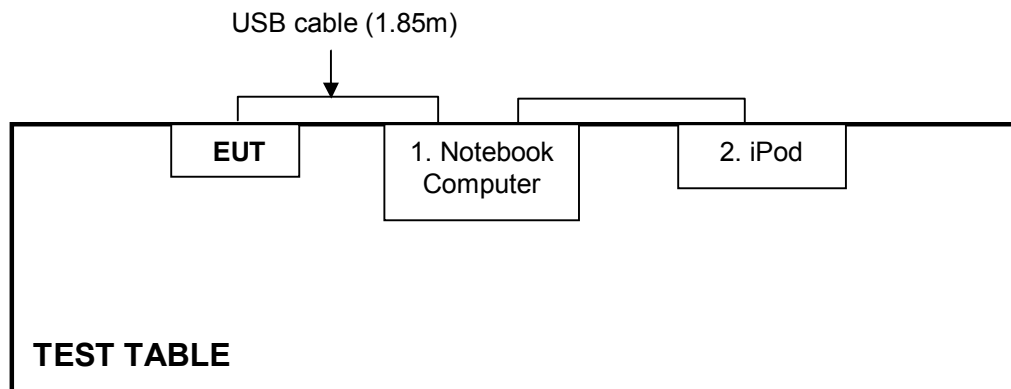 USB cable (1.85m)
EUT
1. Notebook
Computer
2. iPod
TEST TABLE